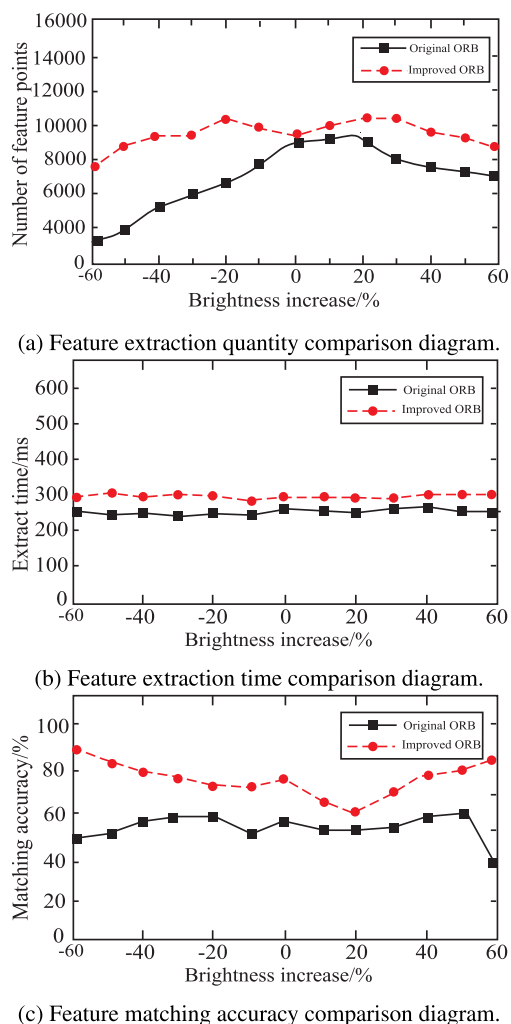 16000
14000
12000
10000
8000
6000
4000
0
Number of feature points
Original ORB
Improved ORB
-60 -40 -20 0 20 40 60
Brightness increase/%
(a) Feature extraction quantity comparison diagram.
600
500
400
300
200
100
0
Extract time/ms
Original ORB
Improved ORB
-60 -40 -20 0 20 40 60
Brightness increase/%
(b) Feature extraction time comparison diagram.
100
80
60
40
20
0
Matching accuracy/%
Original ORB
Improved ORB
-60 -40 -20 0 20 40 60
Brightness increase/%
(c) Feature matching accuracy comparison diagram.